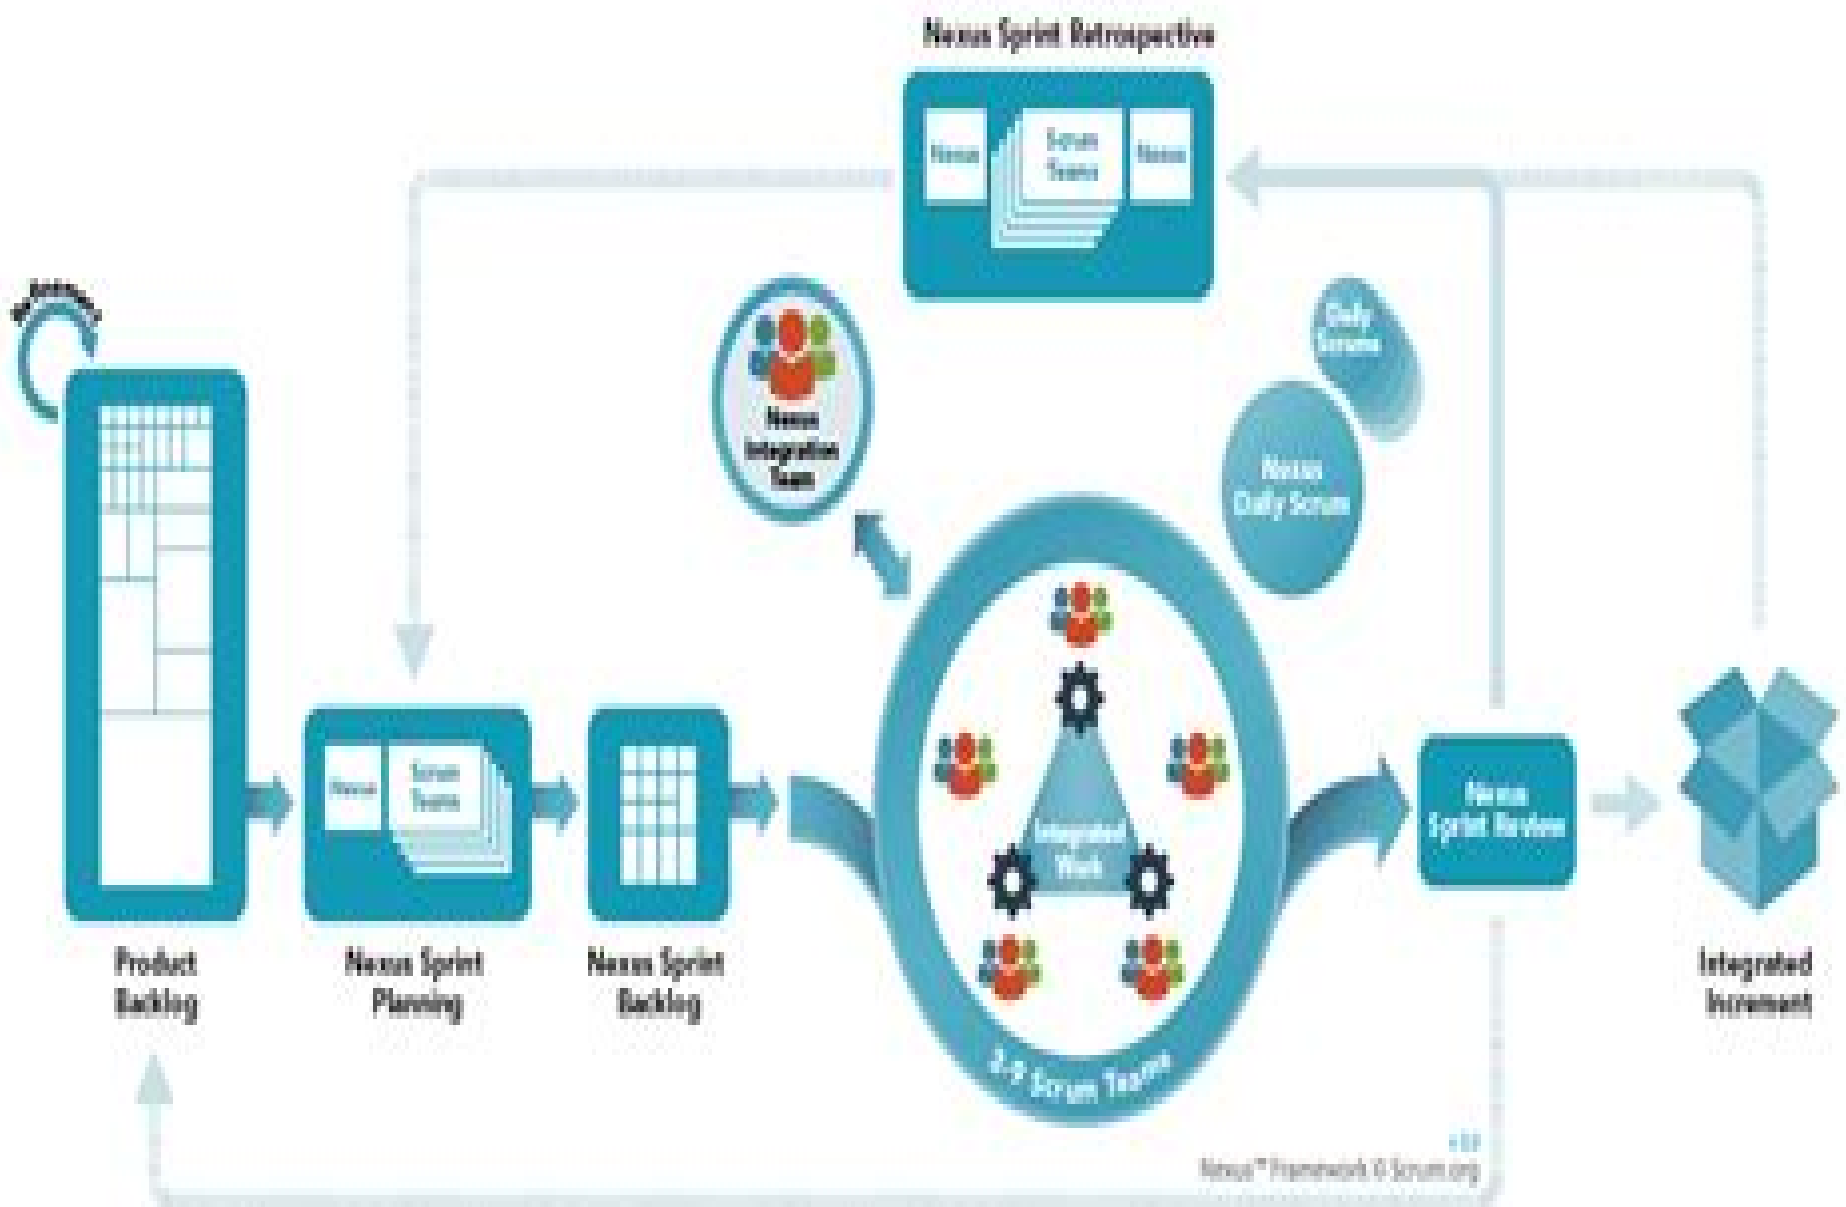 Nexus Sprint Retrospective
Nexus
Scrum
Teams
Nexus
Refinement
Daily
Scrums
Nexus
Integration
Team
Nexus
Daily Scrum
Nexus
Scrum
Teams
Integrated
Work
Nexus
Sprint Review
Product
Backlog
Nexus Sprint
Planning
Nexus Sprint
Backlog
Integrated
Increment
3-9 Scrum Teams
Nexus™ Framework © Scrum.org